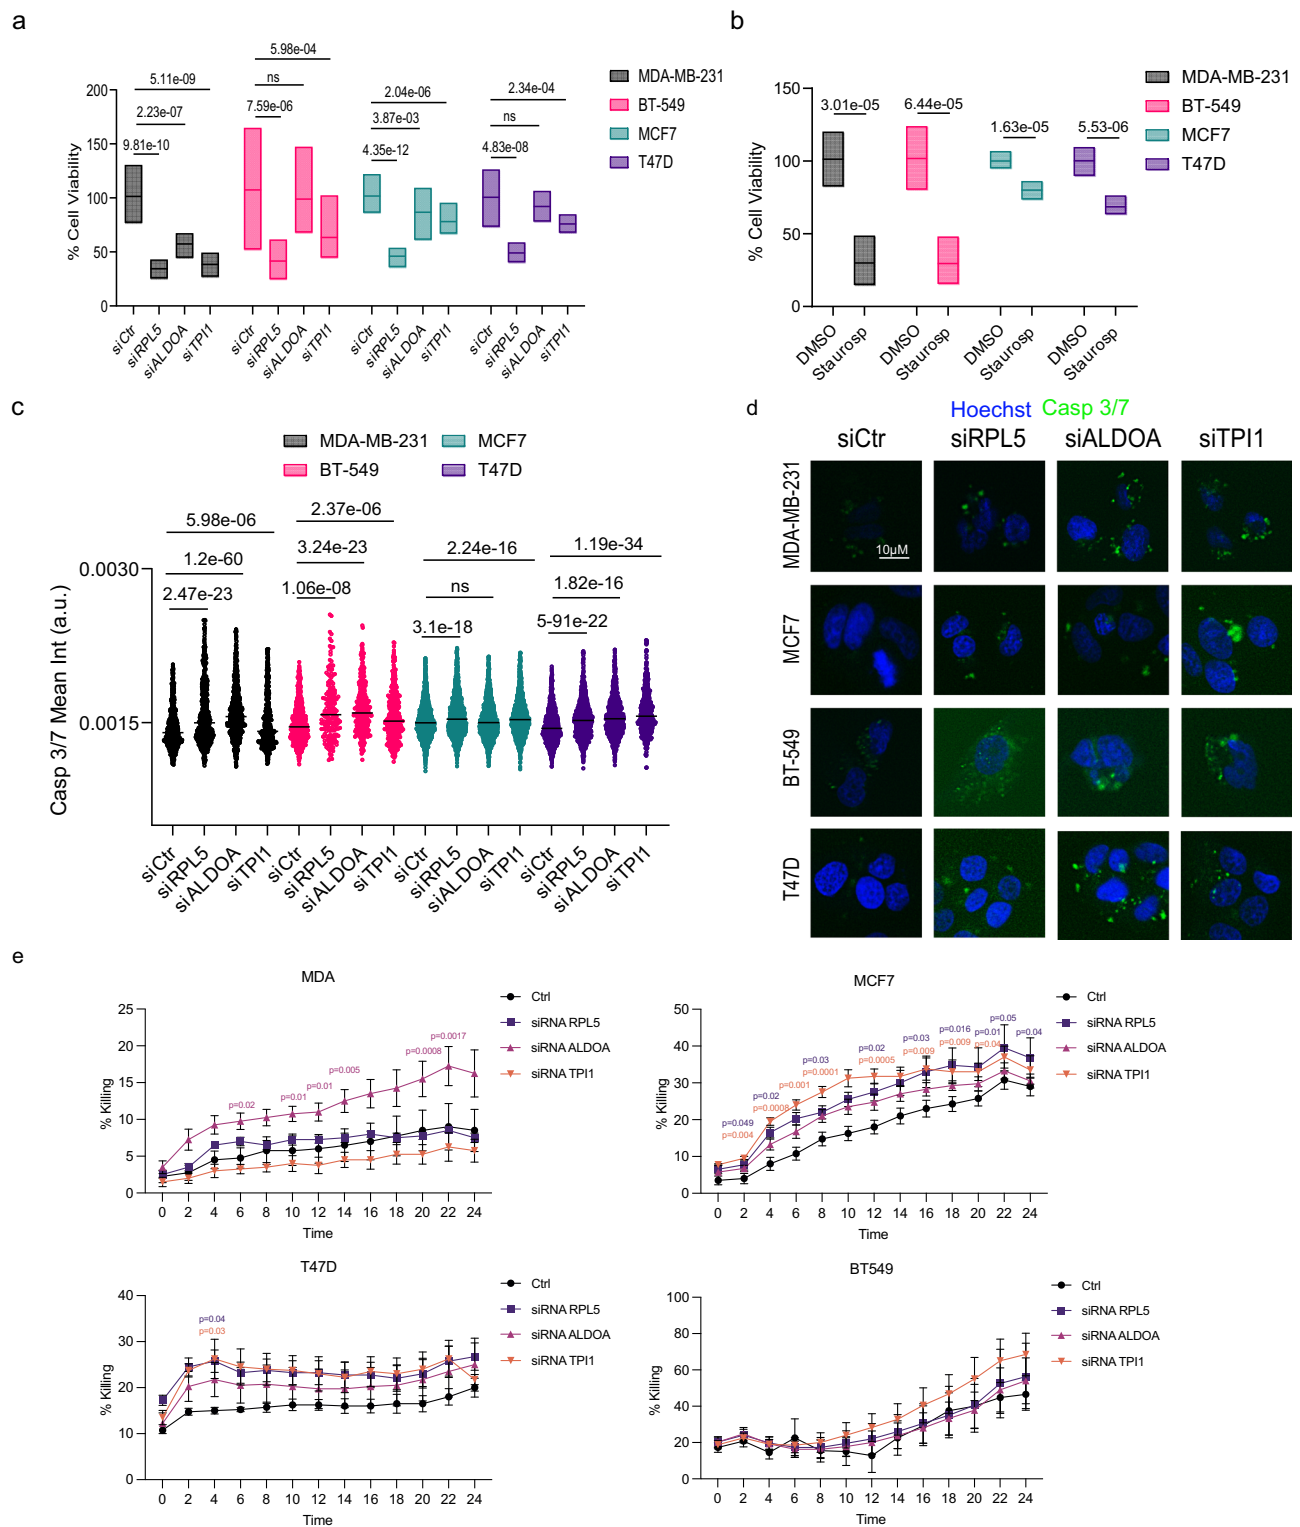 a
5.98e-04
5.11e-09
ns
2.04e-06
2.34e-04
2.23e-07
7.59e-06
3.87e-03
ns
9.81e-10
4.35e-12
4.83e-08
MDA-MB-231
BT-549
MCF7
T47D
% Cell Viability
200
150
100
50
0
siCtr
siRPL5
siALDOA
siTPI1
siCtr
siRPL5
siALDOA
siTPI1
siCtr
siRPL5
siALDOA
siTPI1
siCtr
siRPL5
siALDOA
siTPI1
b
3.01e-05
6.44e-05
1.63e-05
5.53-06
MDA-MB-231
BT-549
MCF7
T47D
% Cell Viability
150
100
50
0
DMSO
Staurosp
DMSO
Staurosp
DMSO
Staurosp
DMSO
Staurosp
c
MDA-MB-231
MCF7
BT-549
T47D
5.98e-06
2.37e-06
2.24e-16
1.19e-34
1.2e-60
3.24e-23
ns
1.82e-16
2.47e-23
1.06e-08
3.1e-18
5-91e-22
Casp 3/7 Mean Int (a.u.)
0.0030
0.0015
siCtr
siRPL5
siALDOA
siTPI1
siCtr
siRPL5
siALDOA
siTPI1
siCtr
siRPL5
siALDOA
siTPI1
siCtr
siRPL5
siALDOA
siTPI1
d
Hoechst Casp 3/7
siCtr siRPL5 siALDOA siTPI1
MDA-MB-231
10µM
MCF7
BT-549
T47D
e
MDA
Ctrl
siRNA RPL5
siRNA ALDOA
siRNA TPI1
p=0.02
p=0.01
p=0.01
p=0.005
p=0.0008
p=0.0017
% Killing
25
20
15
10
5
0
0 2 4 6 8 10 12 14 16 18 20 22 24
Time
MCF7
Ctrl
siRNA RPL5
siRNA ALDOA
siRNA TPI1
p=0.049
p=0.004
p=0.02
p=0.0008
p=0.001
p=0.03
p=0.0001
p=0.02
p=0.0005
p=0.03
p=0.009
p=0.016
p=0.009
p=0.01
p=0.04
p=0.05
p=0.04
% Killing
50
40
30
20
10
0
0 2 4 6 8 10 12 14 16 18 20 22 24
Time
T47D
Ctrl
siRNA RPL5
siRNA ALDOA
siRNA TPI1
p=0.04
p=0.03
% Killing
40
30
20
10
0
0 2 4 6 8 10 12 14 16 18 20 22 24
Time
BT549
Ctrl
siRNA RPL5
siRNA ALDOA
siRNA TPI1
% Killing
100
80
60
40
20
0
0 2 4 6 8 10 12 14 16 18 20 22 24
Time